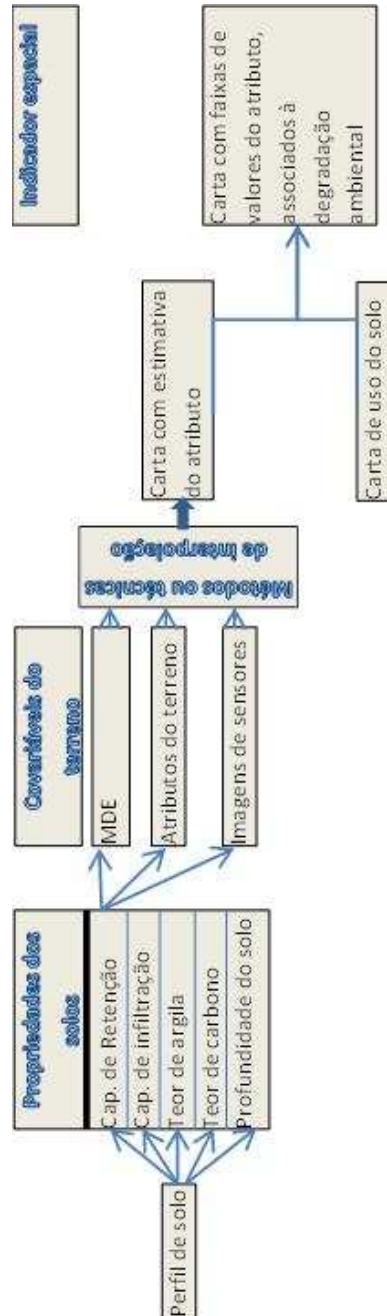 Perfil de solo
Propriedades dos
solos
Cap. de Retenção
Cap. de infiltração
Teor de argila
Teor de carbono
Profundidade do solo
Covariáveis do
terreno
MDE
Atributos do terreno
Imagens de sensores
Métodos ou técnicas
de interpolação
Carta com estimativa
do atributo
Carta de uso do solo
Indicador espacial
Carta com faixas de
valores do atributo,
associados à
degradação
ambiental